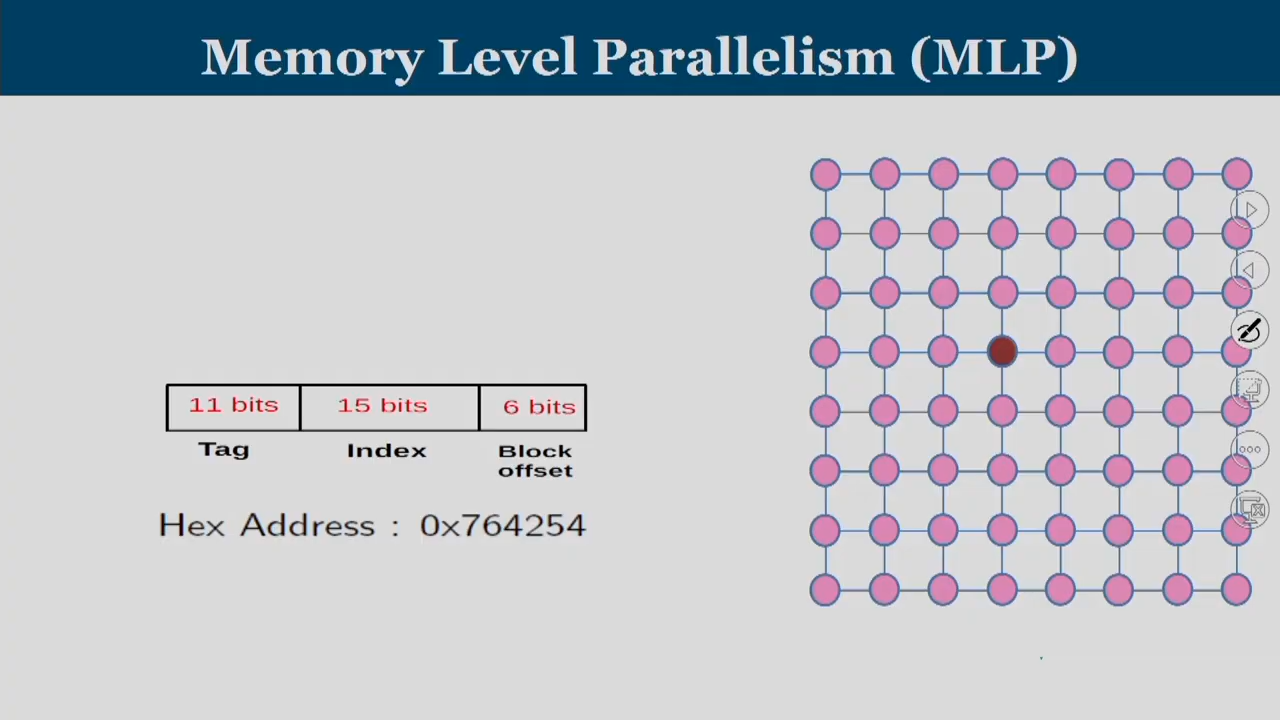 Memory Level Parallelism (MLP)
11 bits 15 bits 6 bits
Tag Index Block
offset
Hex Address : 0x764254